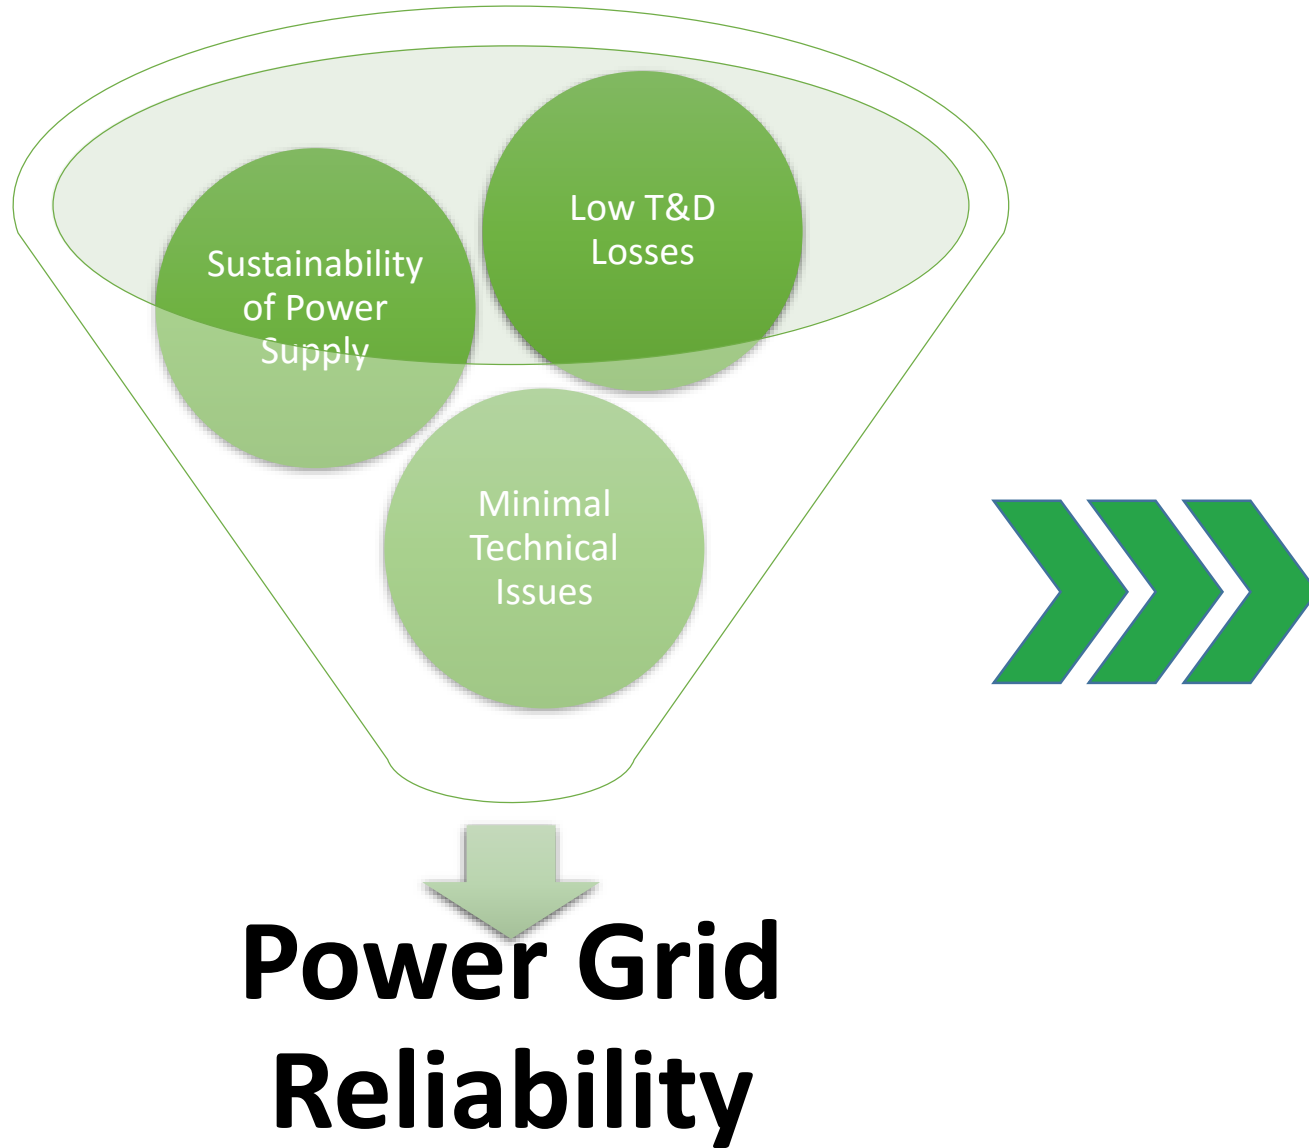 Low T&D
Losses
Sustainability
of Power
Supply
Minimal
Technical
Issues
Power Grid
Reliability